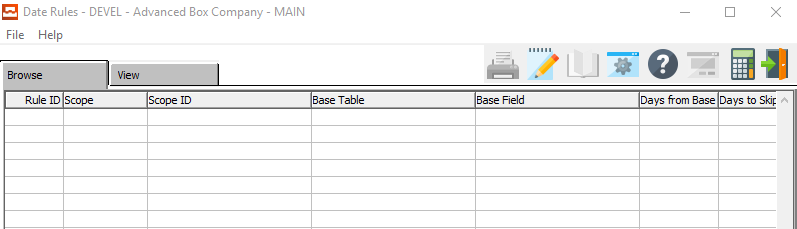 Date Rules - DEVEL - Advanced Box Company - MAIN
File Help
Browse View
Rule ID Scope Scope ID Base Table Base Field Days from Base Days to Skip